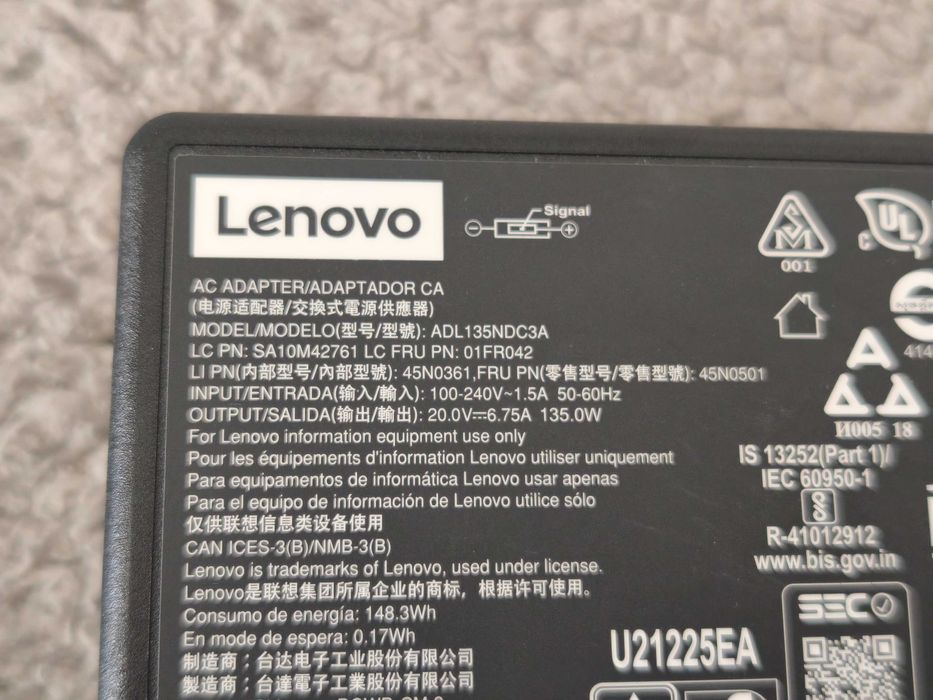 Lenovo
Signal
AC ADAPTER/ADAPTADOR CA
(电源适配器/交換式電源供應器)
MODEL/MODELO(型号/型號): ADL135NDC3A
LC PN: SA10M42761 LC FRU PN: 01FR042
LI PN(内部型号/內部型號): 45N0361,FRU PN(零售型号/零售型號): 45N0501
INPUT/ENTRADA(输入/輸入): 100-240V~1.5A 50-60Hz
OUTPUT/SALIDA(输出/輸出): 20.0V⎓6.75A 135.0W
For Lenovo information equipment use only
Pour les équipements d'information Lenovo utiliser uniquement
Para equipamentos de informática Lenovo usar apenas
Para el equipo de información de Lenovo utilice sólo
仅供联想信息类设备使用
CAN ICES-3(B)/NMB-3(B)
Lenovo is trademarks of Lenovo, used under license.
Lenovo是联想集团所属企业的商标，根据许可使用。
Consumo de energía: 148.3Wh
En modo de espera: 0.17Wh
制造商：台达电子工业股份有限公司
製造商：台達電子工業股份有限公司
001
C UL
414
И005 18
IS 13252(Part 1)/
IEC 60950-1
R-41012912
www.bis.gov.in
SEC
U21225EA